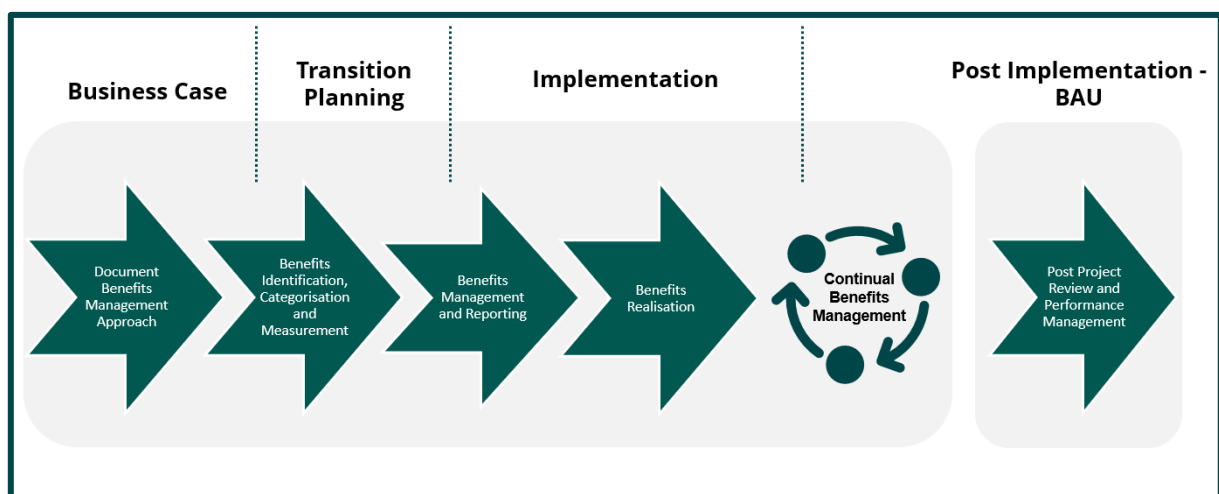 Business Case
Transition
Planning
Implementation
Post Implementation -
BAU
Document
Benefits
Management
Approach
Benefits
Identification,
Categorisation
and
Measurement
Benefits
Management
and Reporting
Benefits
Realisation
Continual
Benefits
Management
Post Project
Review and
Performance
Management